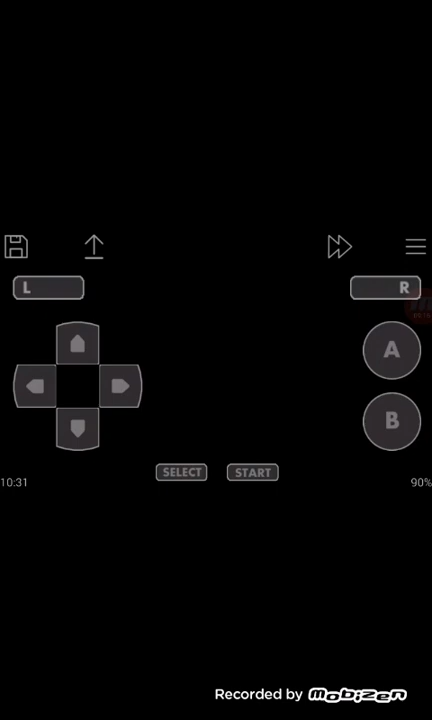 L R
A
B
SELECT START
10:31 90%
Recorded by mobizen